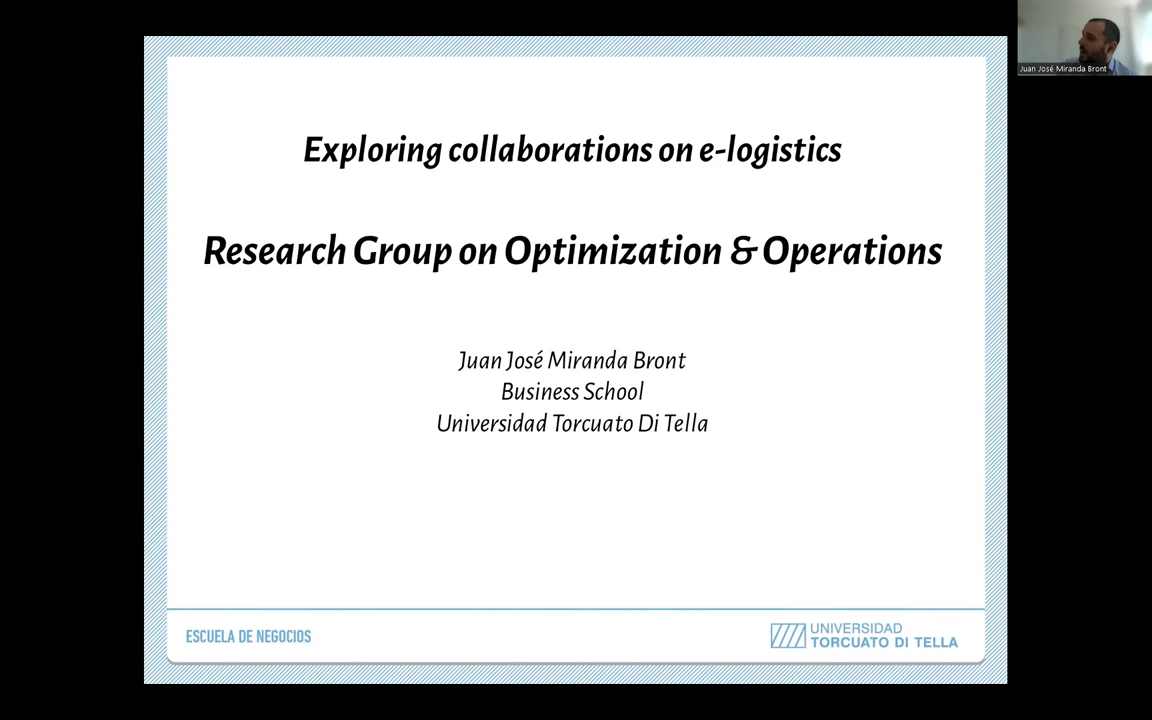 Juan José Miranda Bront
Exploring collaborations on e-logistics
Research Group on Optimization & Operations
Juan José Miranda Bront
Business School
Universidad Torcuato Di Tella
ESCUELA DE NEGOCIOS
UNIVERSIDAD
TORCUATO DI TELLA